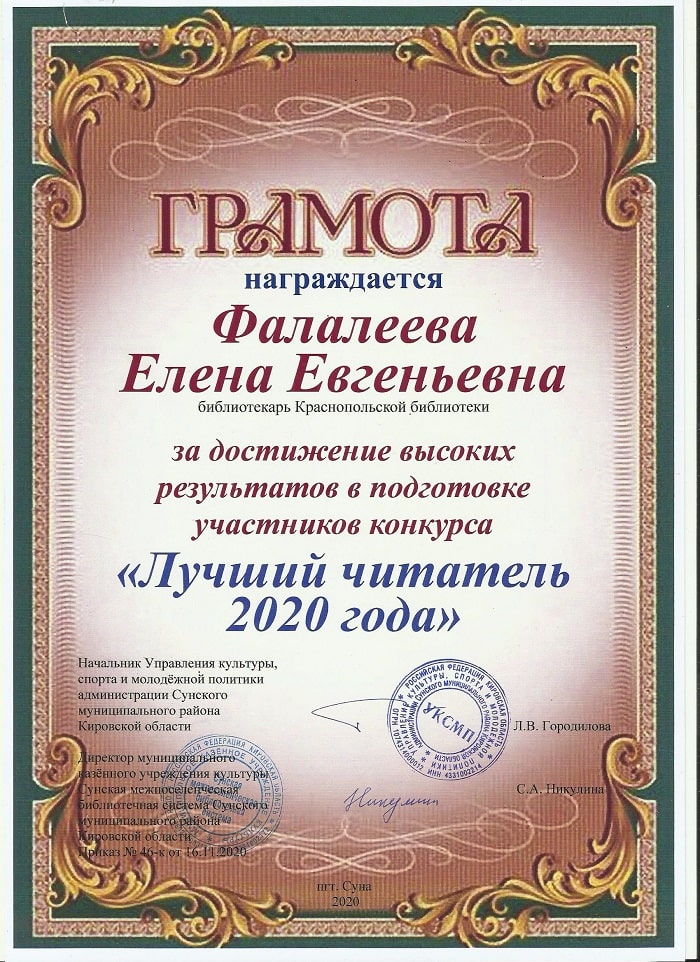 ГРАМОТА
награждается
Фалалеева
Елена Евгеньевна
библиотекарь Краснопольской библиотеки
за достижение высоких
результатов в подготовке
участников конкурса
«Лучший читатель
2020 года»
Начальник Управления культуры,
спорта и молодёжной политики
администрации Сунского
муниципального района
Кировской области
Л.В. Городилова
УКСМП
Директор муниципального
казённого учреждения культуры
Сунская межпоселенческая
библиотечная система Сунского
муниципального района
Кировской области
Приказ № 46-к от 16.11.2020
С.А. Никулина
пгт. Суна
2020